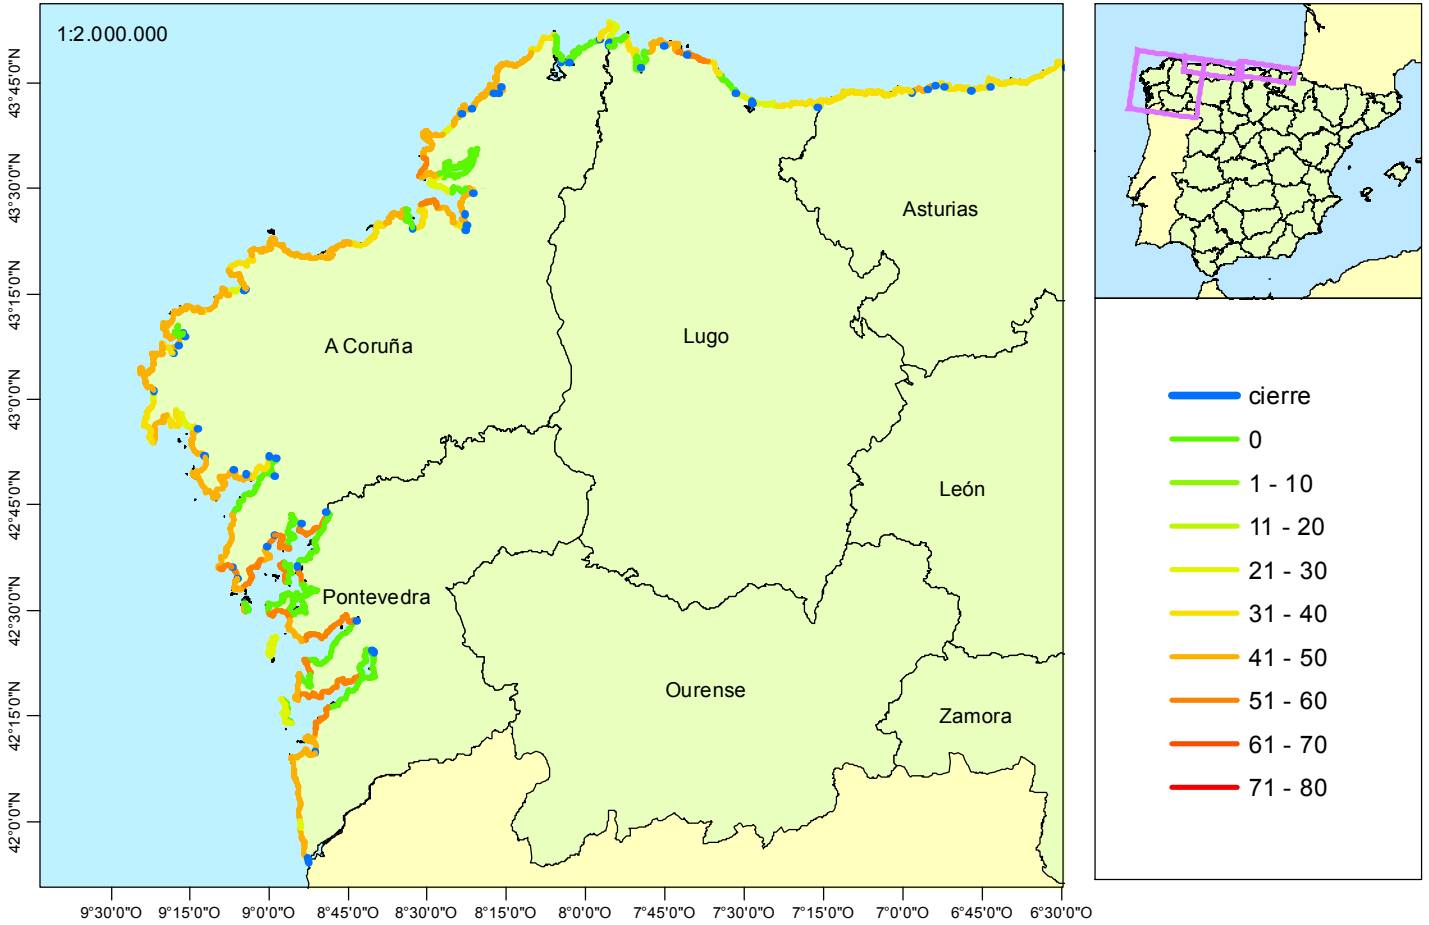 1:2.000.000
43°45'0"N
43°30'0"N
43°15'0"N
43°0'0"N
42°45'0"N
42°30'0"N
42°15'0"N
42°0'0"N
Asturias
Lugo
A Coruña
León
Pontevedra
Ourense
Zamora
9°30'0"O
9°15'0"O
9°0'0"O
8°45'0"O
8°30'0"O
8°15'0"O
8°0'0"O
7°45'0"O
7°30'0"O
7°15'0"O
7°0'0"O
6°45'0"O
6°30'0"O
cierre
0
1 - 10
11 - 20
21 - 30
31 - 40
41 - 50
51 - 60
61 - 70
71 - 80